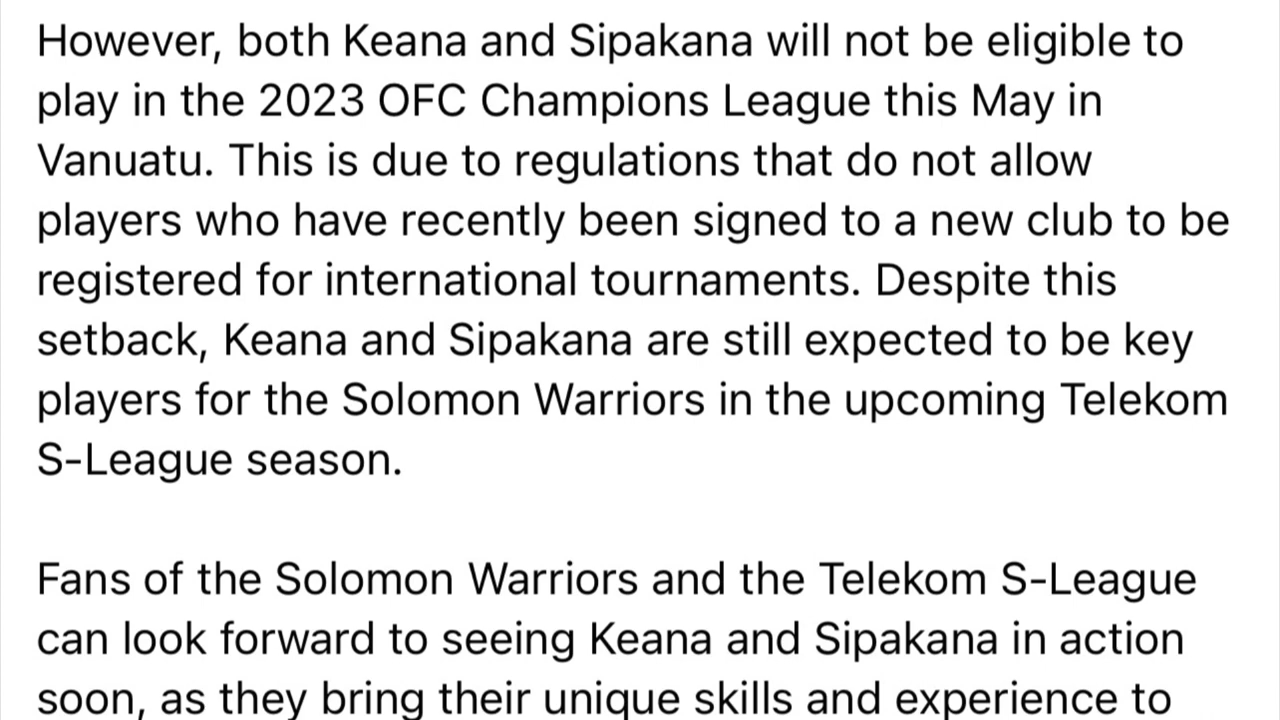 However, both Keana and Sipakana will not be eligible to
play in the 2023 OFC Champions League this May in
Vanuatu. This is due to regulations that do not allow
players who have recently been signed to a new club to be
registered for international tournaments. Despite this
setback, Keana and Sipakana are still expected to be key
players for the Solomon Warriors in the upcoming Telekom
S-League season.
Fans of the Solomon Warriors and the Telekom S-League
can look forward to seeing Keana and Sipakana in action
soon, as they bring their unique skills and experience to